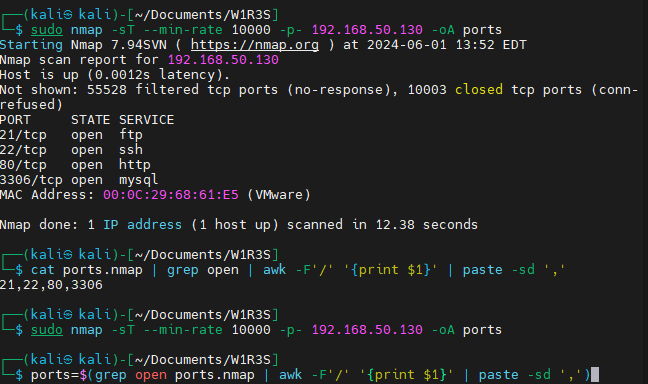 ┌──(kali㉿kali)-[~/Documents/W1R3S]
└─$ sudo nmap -sT --min-rate 10000 -p- 192.168.50.130 -oA ports
Starting Nmap 7.94SVN ( https://nmap.org ) at 2024-06-01 13:52 EDT
Nmap scan report for 192.168.50.130
Host is up (0.0012s latency).
Not shown: 55528 filtered tcp ports (no-response), 10003 closed tcp ports (conn-
refused)
PORT     STATE SERVICE
21/tcp   open  ftp
22/tcp   open  ssh
80/tcp   open  http
3306/tcp open  mysql
MAC Address: 00:0C:29:68:61:E5 (VMware)
Nmap done: 1 IP address (1 host up) scanned in 12.38 seconds
┌──(kali㉿kali)-[~/Documents/W1R3S]
└─$ cat ports.nmap | grep open | awk -F'/' '{print $1}' | paste -sd ','
21,22,80,3306
┌──(kali㉿kali)-[~/Documents/W1R3S]
└─$ sudo nmap -sT --min-rate 10000 -p- 192.168.50.130 -oA ports
┌──(kali㉿kali)-[~/Documents/W1R3S]
└─$ ports=$(grep open ports.nmap | awk -F'/' '{print $1}' | paste -sd ',')